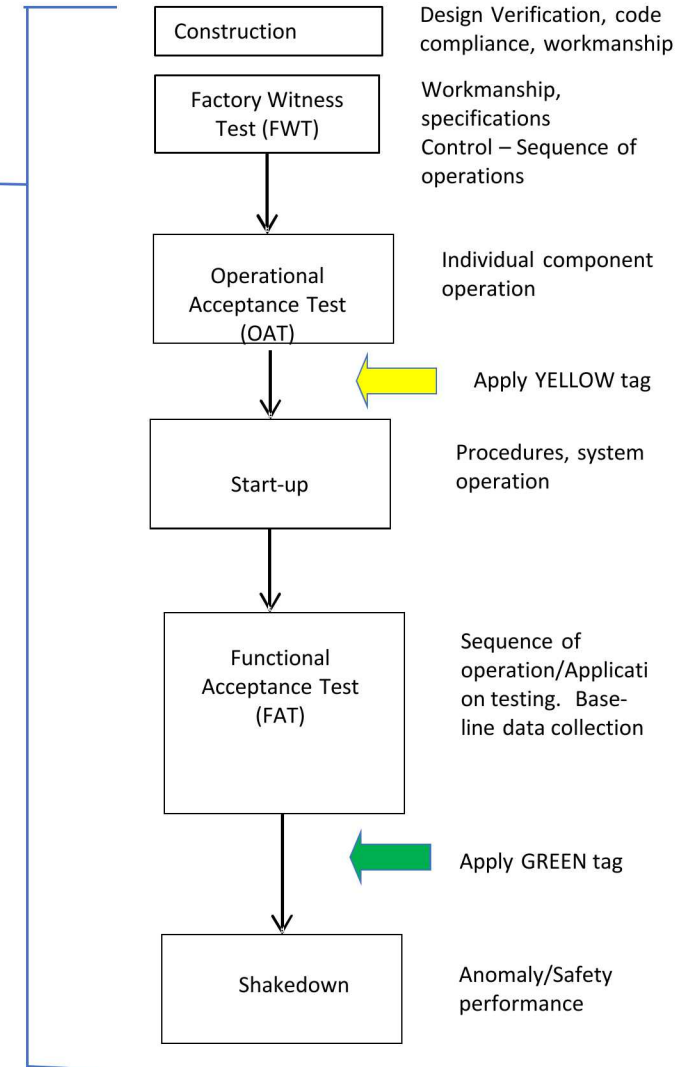 Construction
Design Verification, code
compliance, workmanship
Factory Witness
Test (FWT)
Workmanship,
specifications
Control – Sequence of
operations
Operational
Acceptance Test
(OAT)
Individual component
operation
Apply YELLOW tag
Start-up
Procedures, system
operation
Functional
Acceptance Test
(FAT)
Sequence of
operation/Applicati
on testing.  Base-
line data collection
Apply GREEN tag
Shakedown
Anomaly/Safety
performance